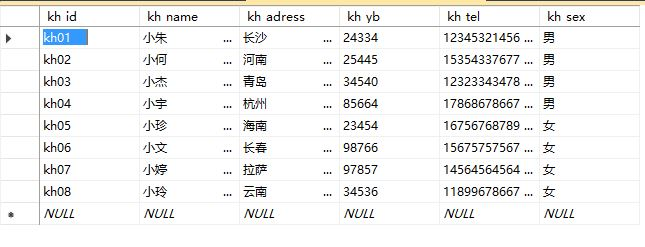 kh id kh name kh adress kh yb kh tel kh sex
kh01 小朱 ... 长沙 ... 24334 12345321456 ... 男
kh02 小何 ... 河南 ... 25445 15354337677 ... 男
kh03 小杰 ... 青岛 ... 34540 12323343478 ... 男
kh04 小宇 ... 杭州 ... 85664 17868678667 ... 男
kh05 小珍 ... 海南 ... 23454 16756768789 ... 女
kh06 小文 ... 长春 ... 98766 15675757567 ... 女
kh07 小婷 ... 拉萨 ... 97857 14564564564 ... 女
kh08 小玲 ... 云南 ... 34536 11899678667 ... 女
NULL NULL NULL NULL NULL NULL